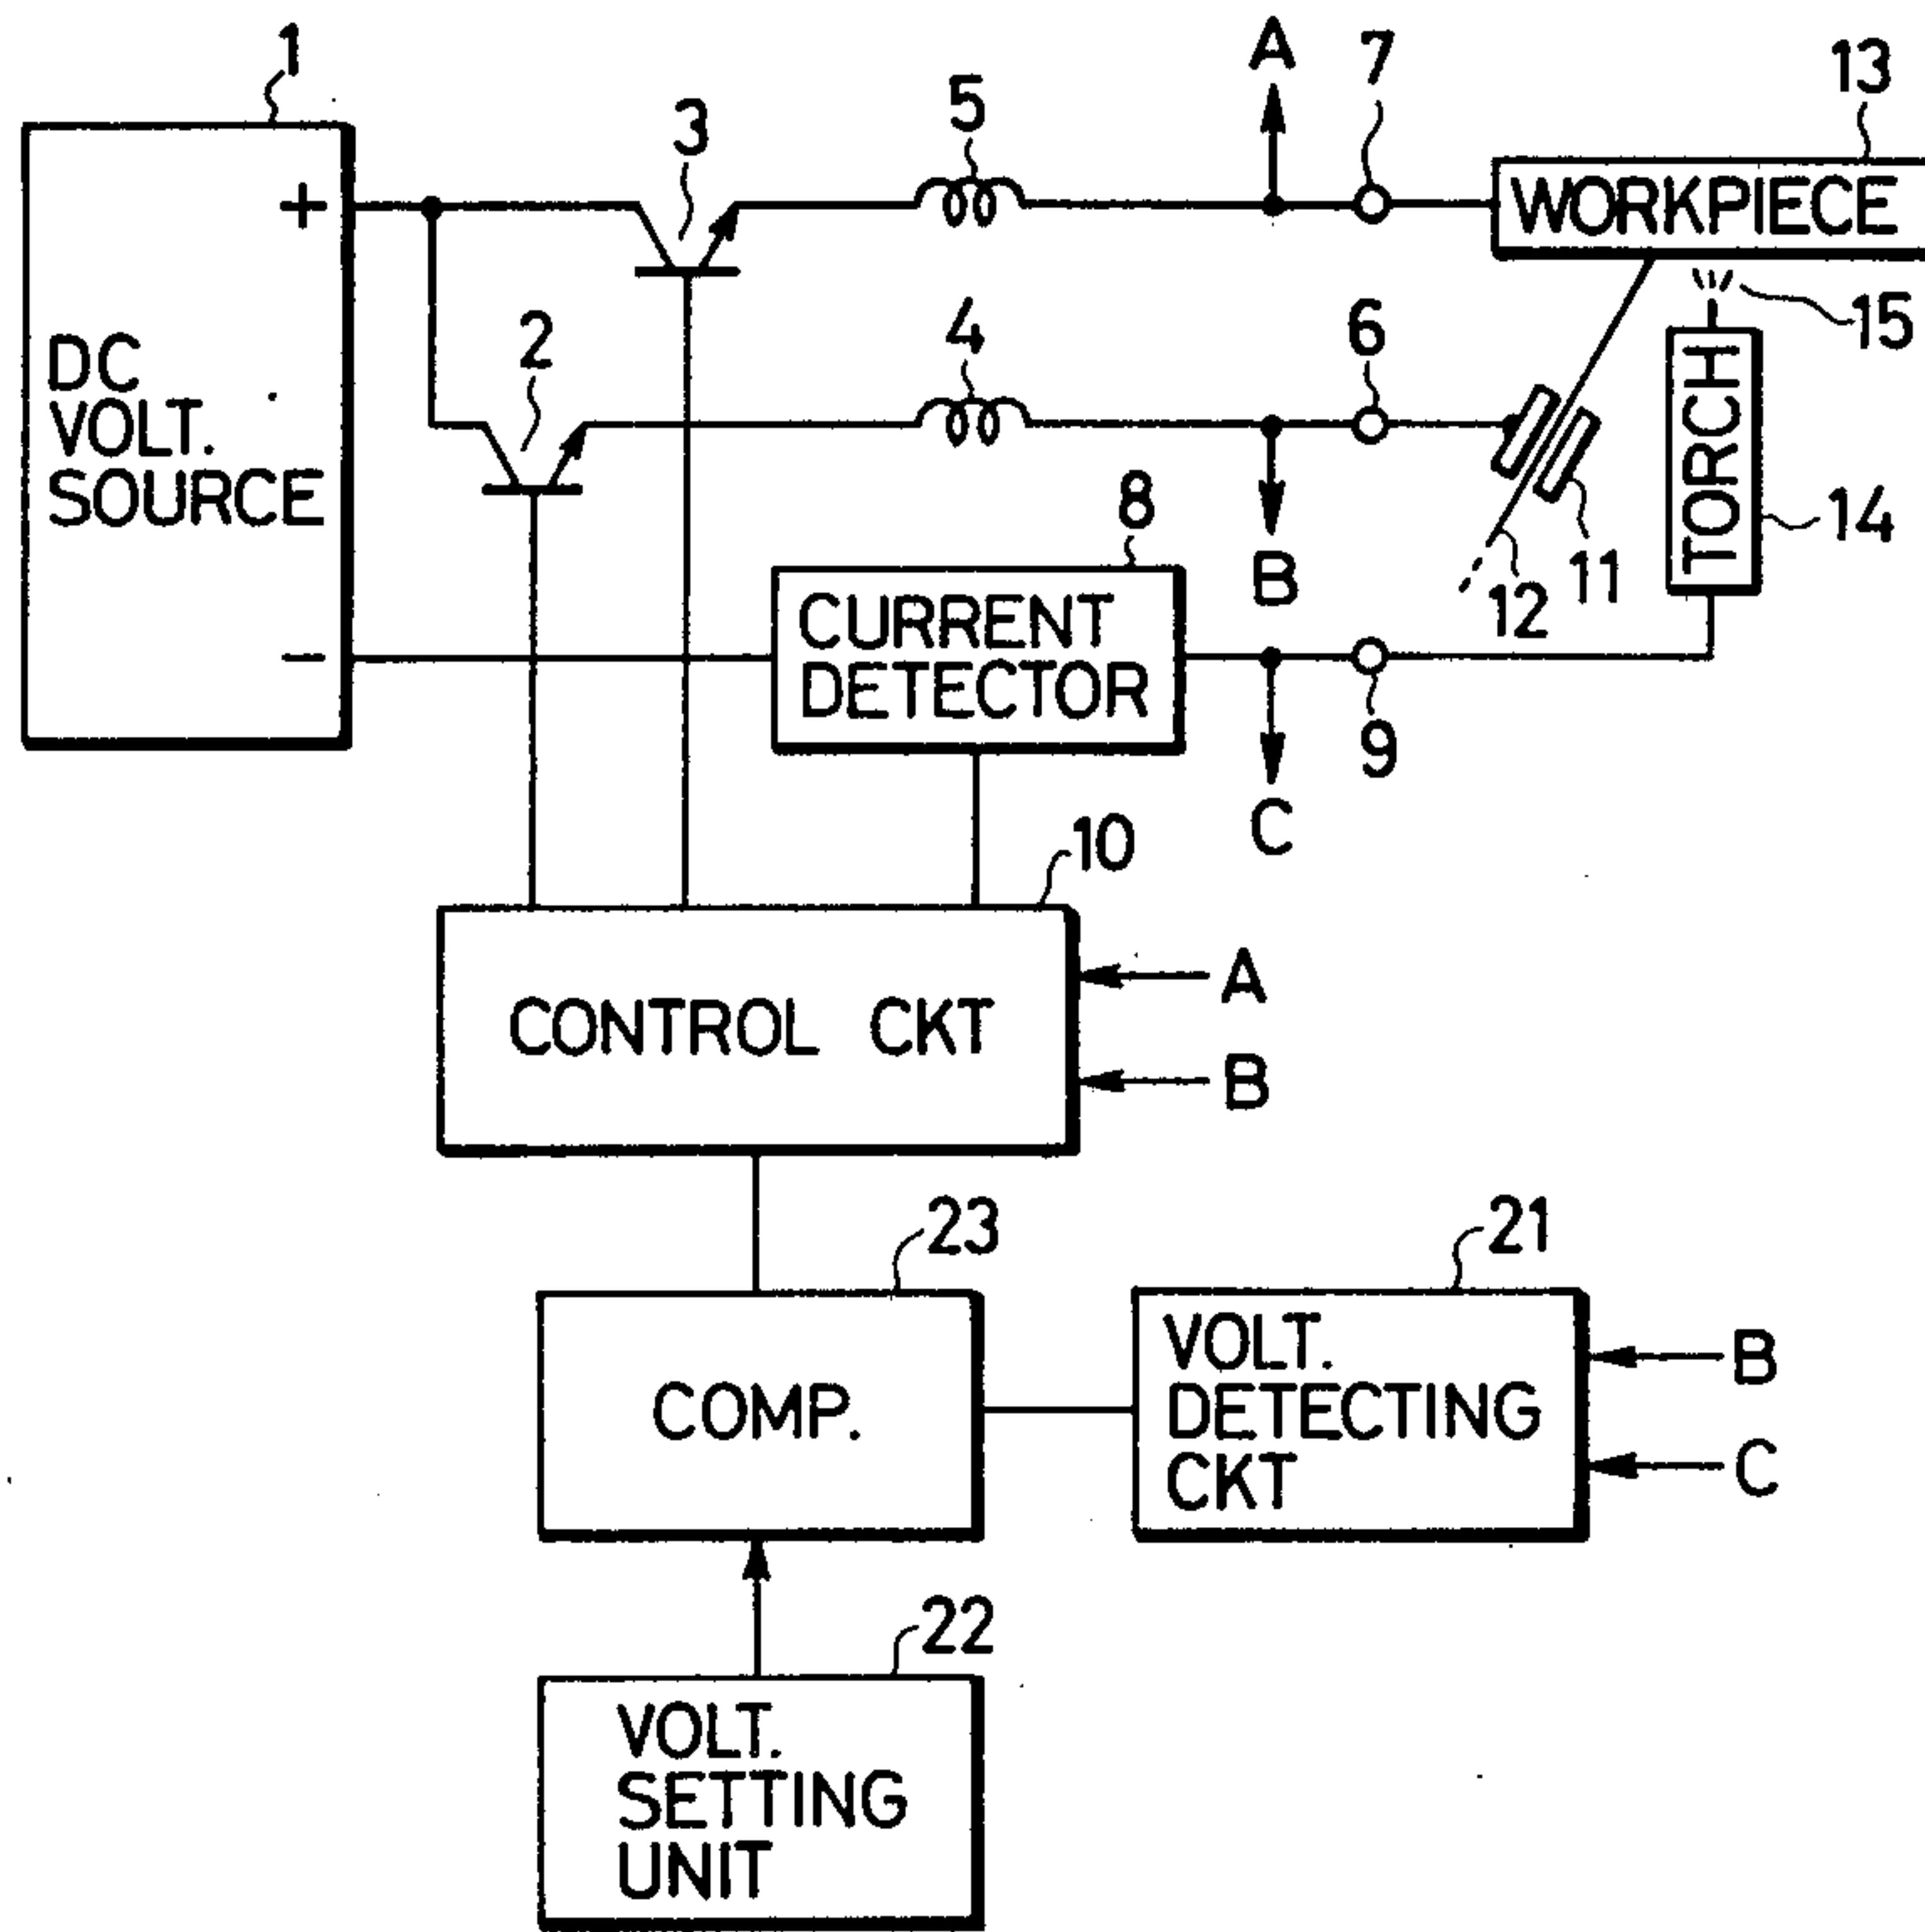 1
3
5
A
7
13
+
WORKPIECE
2
4
6
15
DC
VOLT.
SOURCE
TORCH
8
B
12
11
14
−
CURRENT
DETECTOR
9
C
10
CONTROL CKT
A
B
23
21
COMP.
VOLT.
DETECTING
CKT
B
C
22
VOLT.
SETTING
UNIT